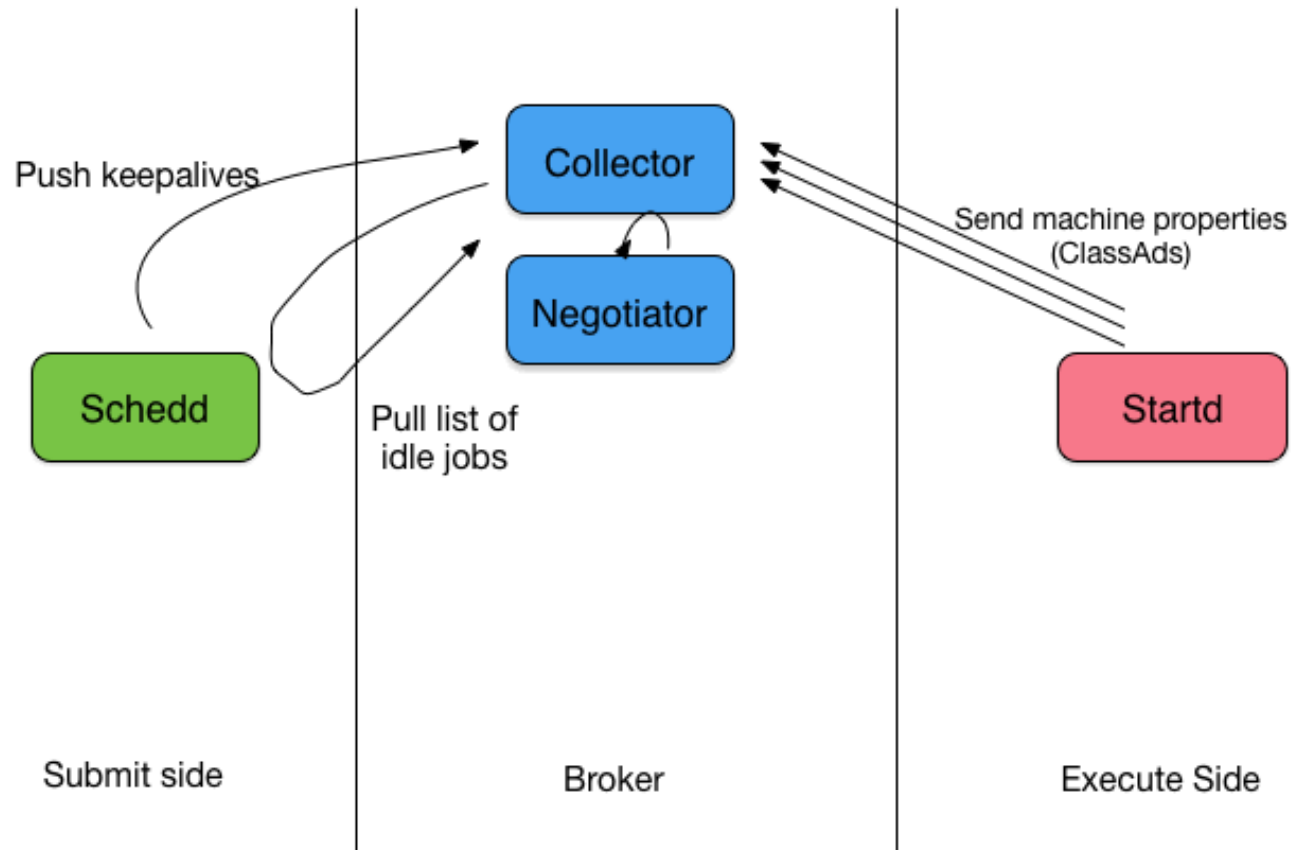 Collector
Push keepalives
Send machine properties
(ClassAds)
Negotiator
Schedd
Pull list of
idle jobs
Startd
Submit side
Broker
Execute Side